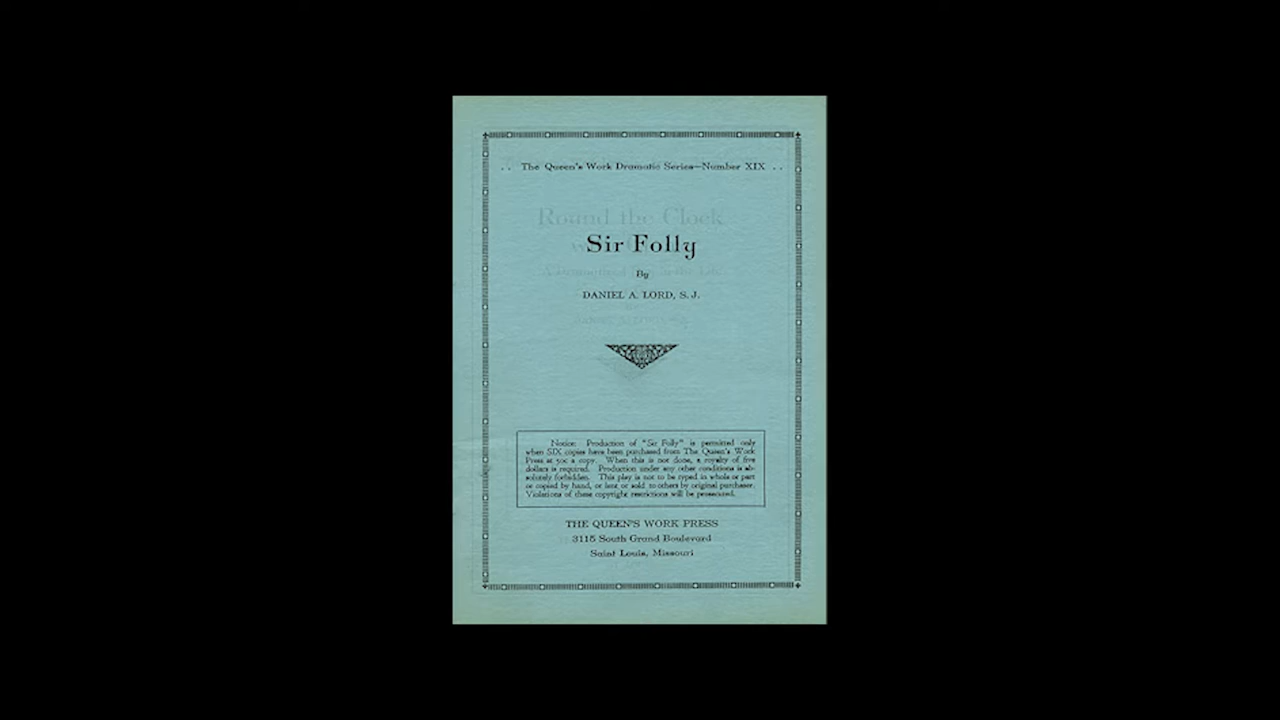 . . The Queen's Work Dramatic Series—Number XIX . .
Round the Clock
Sir Folly
By
DANIEL A. LORD, S. J.
Notice: Production of "Sir Folly" is permitted only
when SIX copies have been purchased from The Queen's Work
Press at 50c a copy. When this is not done, a royalty of five
dollars is required. Production under any other conditions is ab-
solutely forbidden. This play is not to be typed in whole or part
or copied by hand, or lent or sold to others by original purchaser.
Violations of these copyright restrictions will be prosecuted.
THE QUEEN'S WORK PRESS
3115 South Grand Boulevard
Saint Louis, Missouri